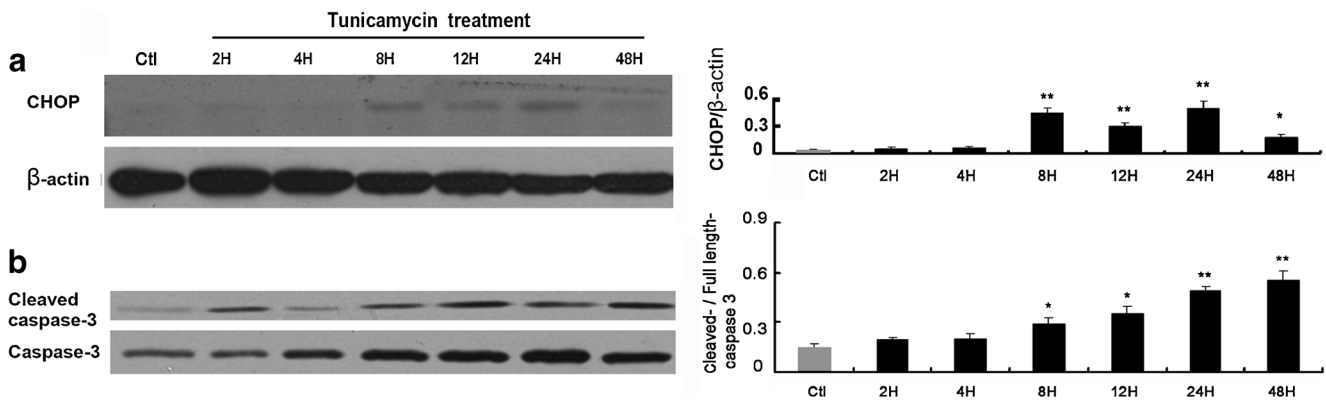 Tunicamycin treatment
a
Ctl 2H 4H 8H 12H 24H 48H
CHOP
β-actin
CHOP/β-actin
0.6
0.3
0
** ** ** *
Ctl 2H 4H 8H 12H 24H 48H
b
Cleaved
caspase-3
Caspase-3
Cleaved- / Full length-
caspase 3
0.9
0.6
0.3
0
* * ** **
Ctl 2H 4H 8H 12H 24H 48H